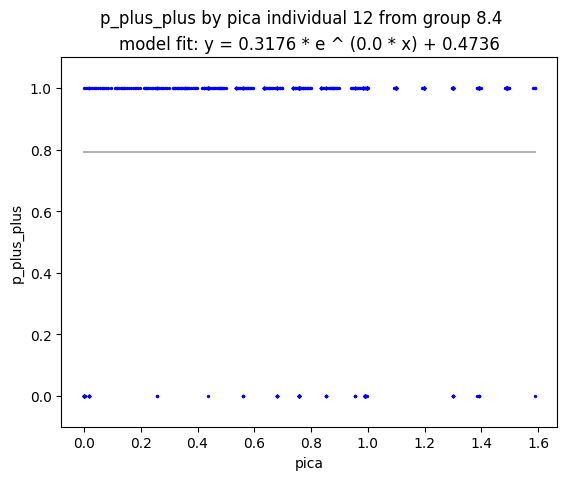 p_plus_plus by pica individual 12 from group 8.4
model fit: y = 0.3176 * e ^ (0.0 * x) + 0.4736
1.0
0.8
0.6
0.4
0.2
0.0
p_plus_plus
0.0 0.2 0.4 0.6 0.8 1.0 1.2 1.4 1.6
pica